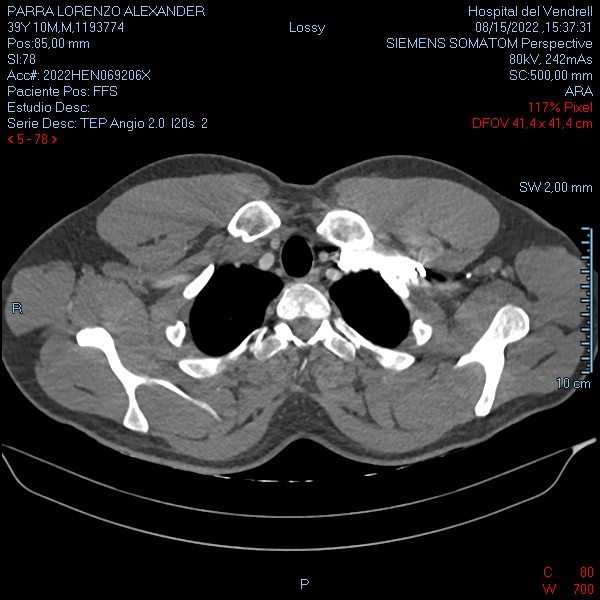 PARRA LORENZO ALEXANDER
39Y 10M,M,1193774
Pos:85,00 mm
SI:78
Acc#: 2022HEN069206X
Paciente Pos: FFS
Estudio Desc:
Serie Desc: TEP Angio 2.0 I20s 2
< 5 - 78 >
Lossy
Hospital del Vendrell
08/15/2022 ,15:37:31
SIEMENS SOMATOM Perspective
80kV, 242mAs
SC:500,00 mm
ARA
117% Pixel
DFOV 41,4 x 41,4 cm
SW 2,00 mm
R
10 cm
P
C 80
W 700